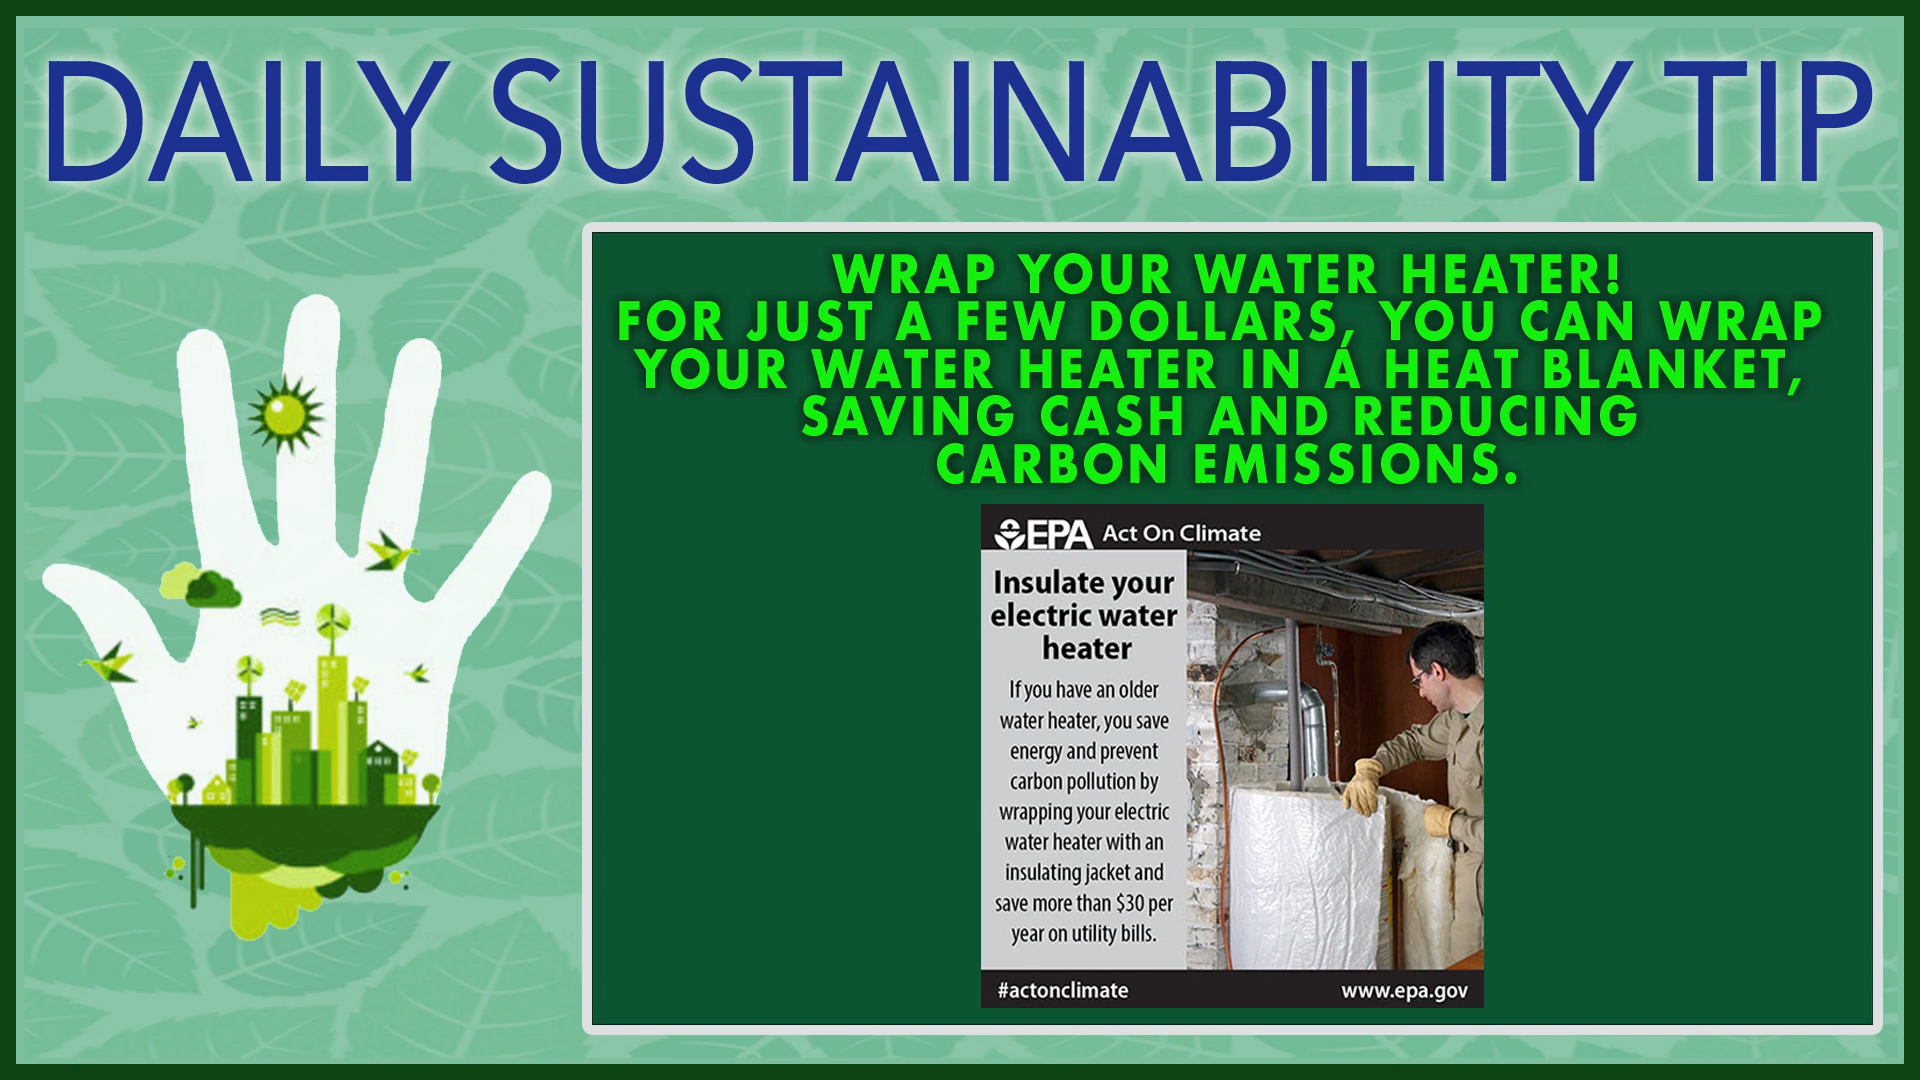 DAILY SUSTAINABILITY TIP
WRAP YOUR WATER HEATER!
FOR JUST A FEW DOLLARS, YOU CAN WRAP
YOUR WATER HEATER IN A HEAT BLANKET,
SAVING CASH AND REDUCING
CARBON EMISSIONS.
EPA Act On Climate
Insulate your
electric water
heater
If you have an older
water heater, you save
energy and prevent
carbon pollution by
wrapping your electric
water heater with an
insulating jacket and
save more than $30 per
year on utility bills.
#actonclimate
www.epa.gov